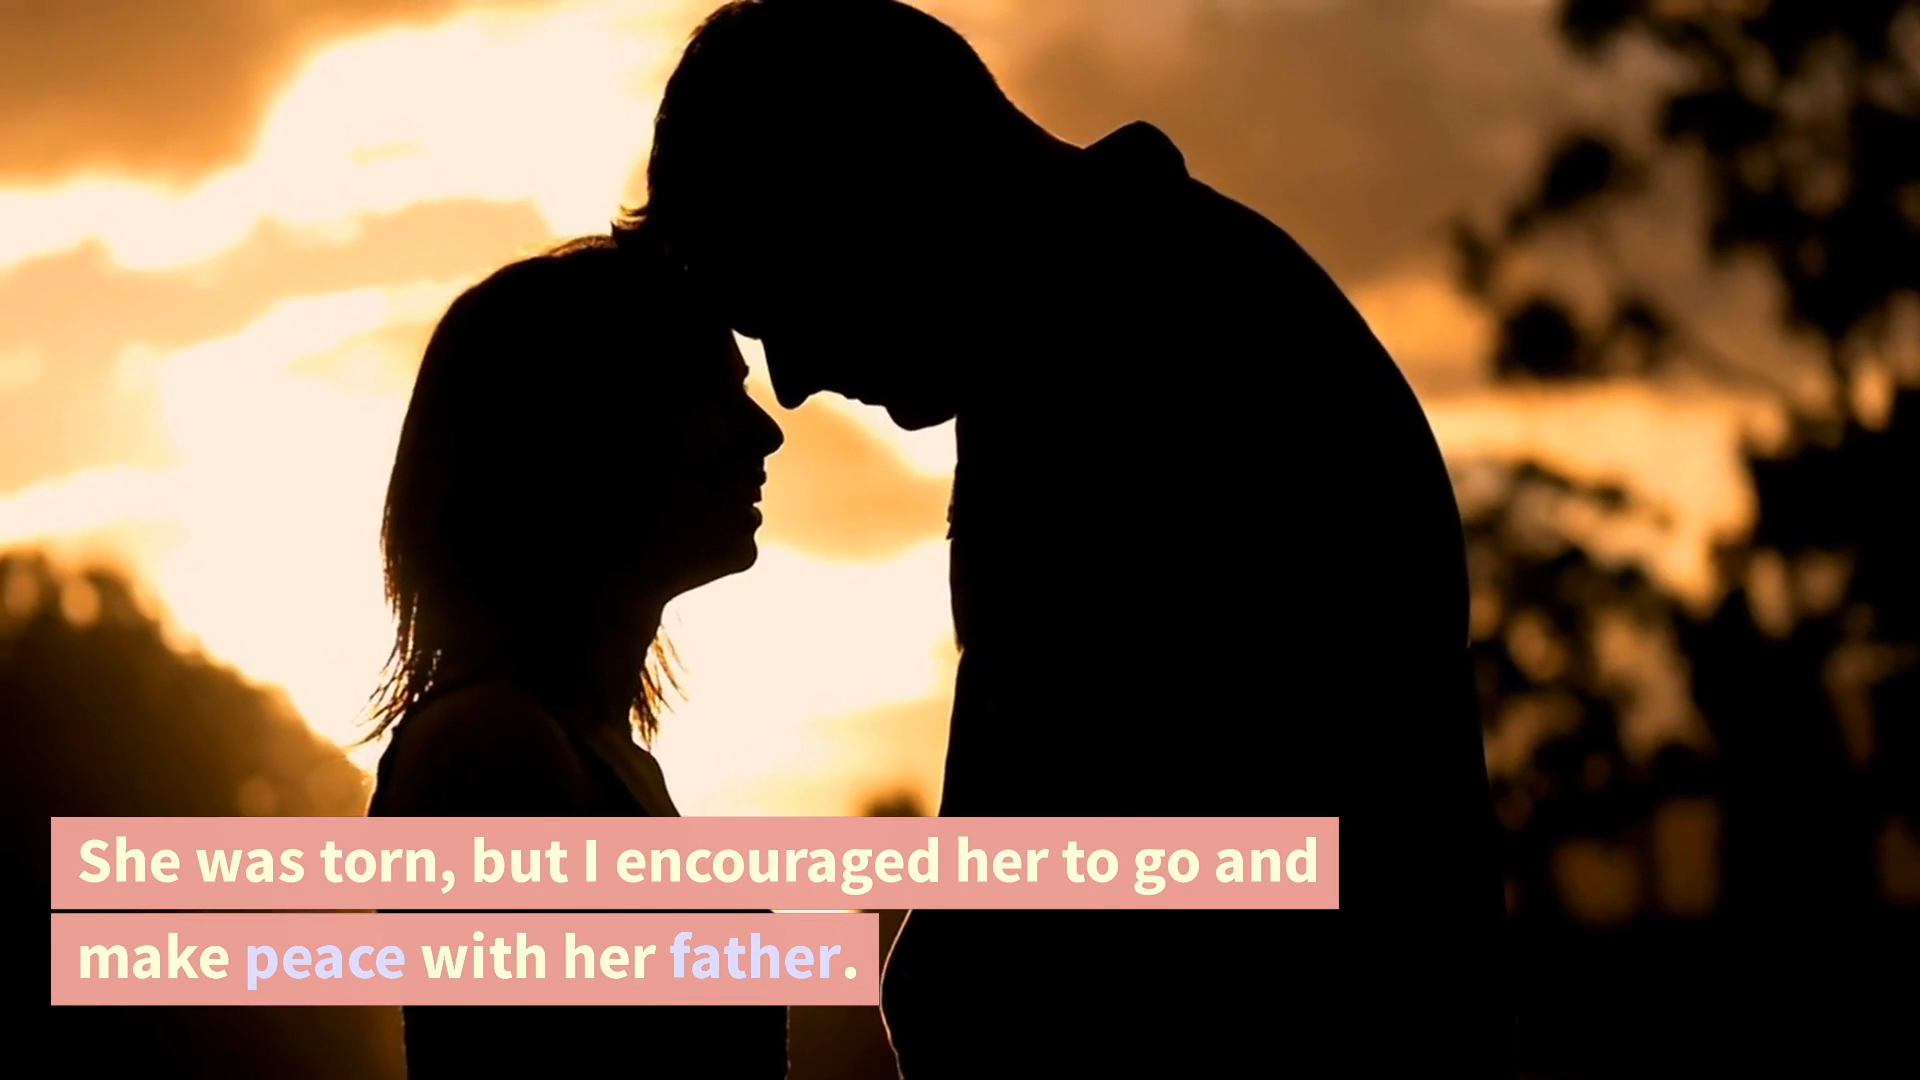 She was torn, but I encouraged her to go and
make peace with her father.